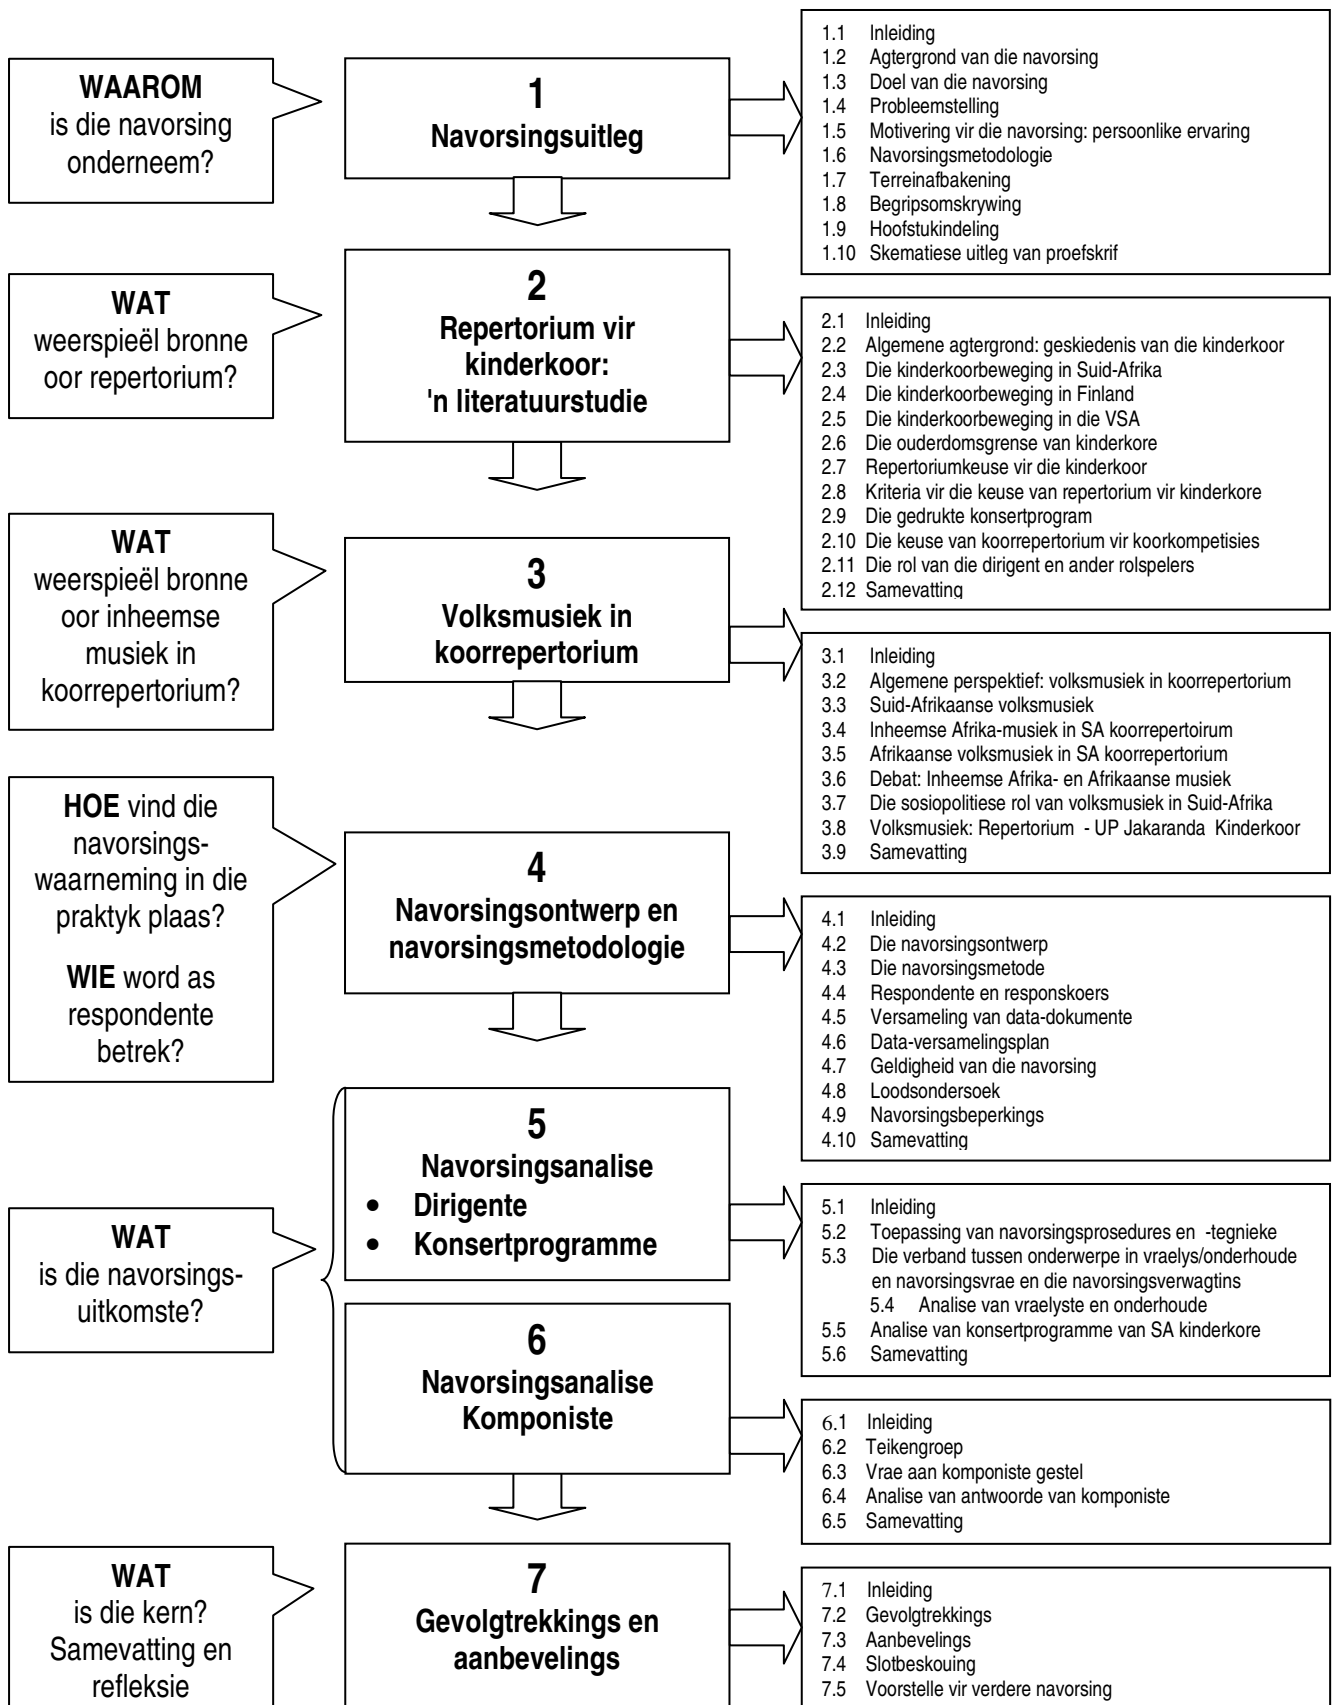 WAAROM
is die navorsing
onderneem?
1
Navorsingsuitleg
1.1 Inleiding
1.2 Agtergrond van die navorsing
1.3 Doel van die navorsing
1.4 Probleemstelling
1.5 Motivering vir die navorsing: persoonlike ervaring
1.6 Navorsingsmetodologie
1.7 Terreinafbakening
1.8 Begripsomskrywing
1.9 Hoofstukindeling
1.10 Skematiese uitleg van proefskrif
WAT
weerspieël bronne
oor repertorium?
2
Repertorium vir
kinderkoor:
'n literatuurstudie
2.1 Inleiding
2.2 Algemene agtergrond: geskiedenis van die kinderkoor
2.3 Die kinderkoorbeweging in Suid-Afrika
2.4 Die kinderkoorbeweging in Finland
2.5 Die kinderkoorbeweging in die VSA
2.6 Die ouderdomsgrense van kinderkore
2.7 Repertoriumkeuse vir die kinderkoor
2.8 Kriteria vir die keuse van repertorium vir kinderkore
2.9 Die gedrukte konsertprogram
2.10 Die keuse van koorrepertorium vir koorkompetisies
2.11 Die rol van die dirigent en ander rolspelers
2.12 Samevatting
WAT
weerspieël bronne
oor inheemse
musiek in
koorrepertorium?
3
Volksmusiek in
koorrepertorium
3.1 Inleiding
3.2 Algemene perspektief: volksmusiek in koorrepertorium
3.3 Suid-Afrikaanse volksmusiek
3.4 Inheemse Afrika-musiek in SA koorrepertoirum
3.5 Afrikaanse volksmusiek in SA koorrepertorium
3.6 Debat: Inheemse Afrika- en Afrikaanse musiek
3.7 Die sosiopolitiese rol van volksmusiek in Suid-Afrika
3.8 Volksmusiek: Repertorium - UP Jakaranda Kinderkoor
3.9 Samevatting
HOE vind die
navorsings-
waarneming in die
praktyk plaas?
WIE word as
respondente
betrek?
4
Navorsingsontwerp en
navorsingsmetodologie
4.1 Inleiding
4.2 Die navorsingsontwerp
4.3 Die navorsingsmetode
4.4 Respondente en responskoers
4.5 Versameling van data-dokumente
4.6 Data-versamelingsplan
4.7 Geldigheid van die navorsing
4.8 Loodsondersoek
4.9 Navorsingsbeperkings
4.10 Samevatting
WAT
is die navorsings-
uitkomste?
5
Navorsingsanalise
• Dirigente
• Konsertprogramme
5.1 Inleiding
5.2 Toepassing van navorsingsprosedures en -tegnieke
5.3 Die verband tussen onderwerpe in vraelys/onderhoude
en navorsingsvrae en die navorsingsverwagtins
5.4 Analise van vraelyste en onderhoude
5.5 Analise van konsertprogramme van SA kinderkore
5.6 Samevatting
6
Navorsingsanalise
Komponiste
6.1 Inleiding
6.2 Teikengroep
6.3 Vrae aan komponiste gestel
6.4 Analise van antwoorde van komponiste
6.5 Samevatting
WAT
is die kern?
Samevatting en
refleksie
7
Gevolgtrekkings en
aanbevelings
7.1 Inleiding
7.2 Gevolgtrekkings
7.3 Aanbevelings
7.4 Slotbeskouing
7.5 Voorstelle vir verdere navorsing